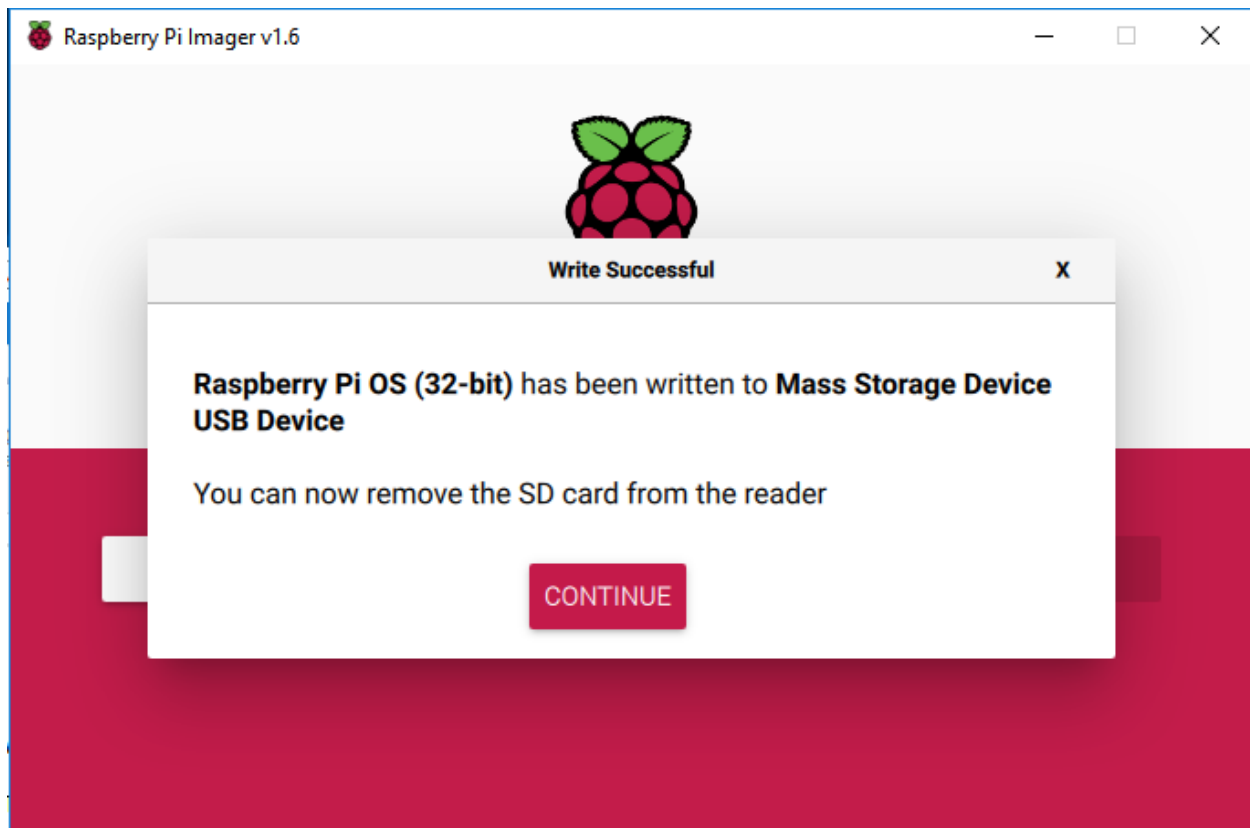 Raspberry Pi Imager v1.6
Write Successful
X
Raspberry Pi OS (32-bit) has been written to Mass Storage Device
USB Device
You can now remove the SD card from the reader
CONTINUE